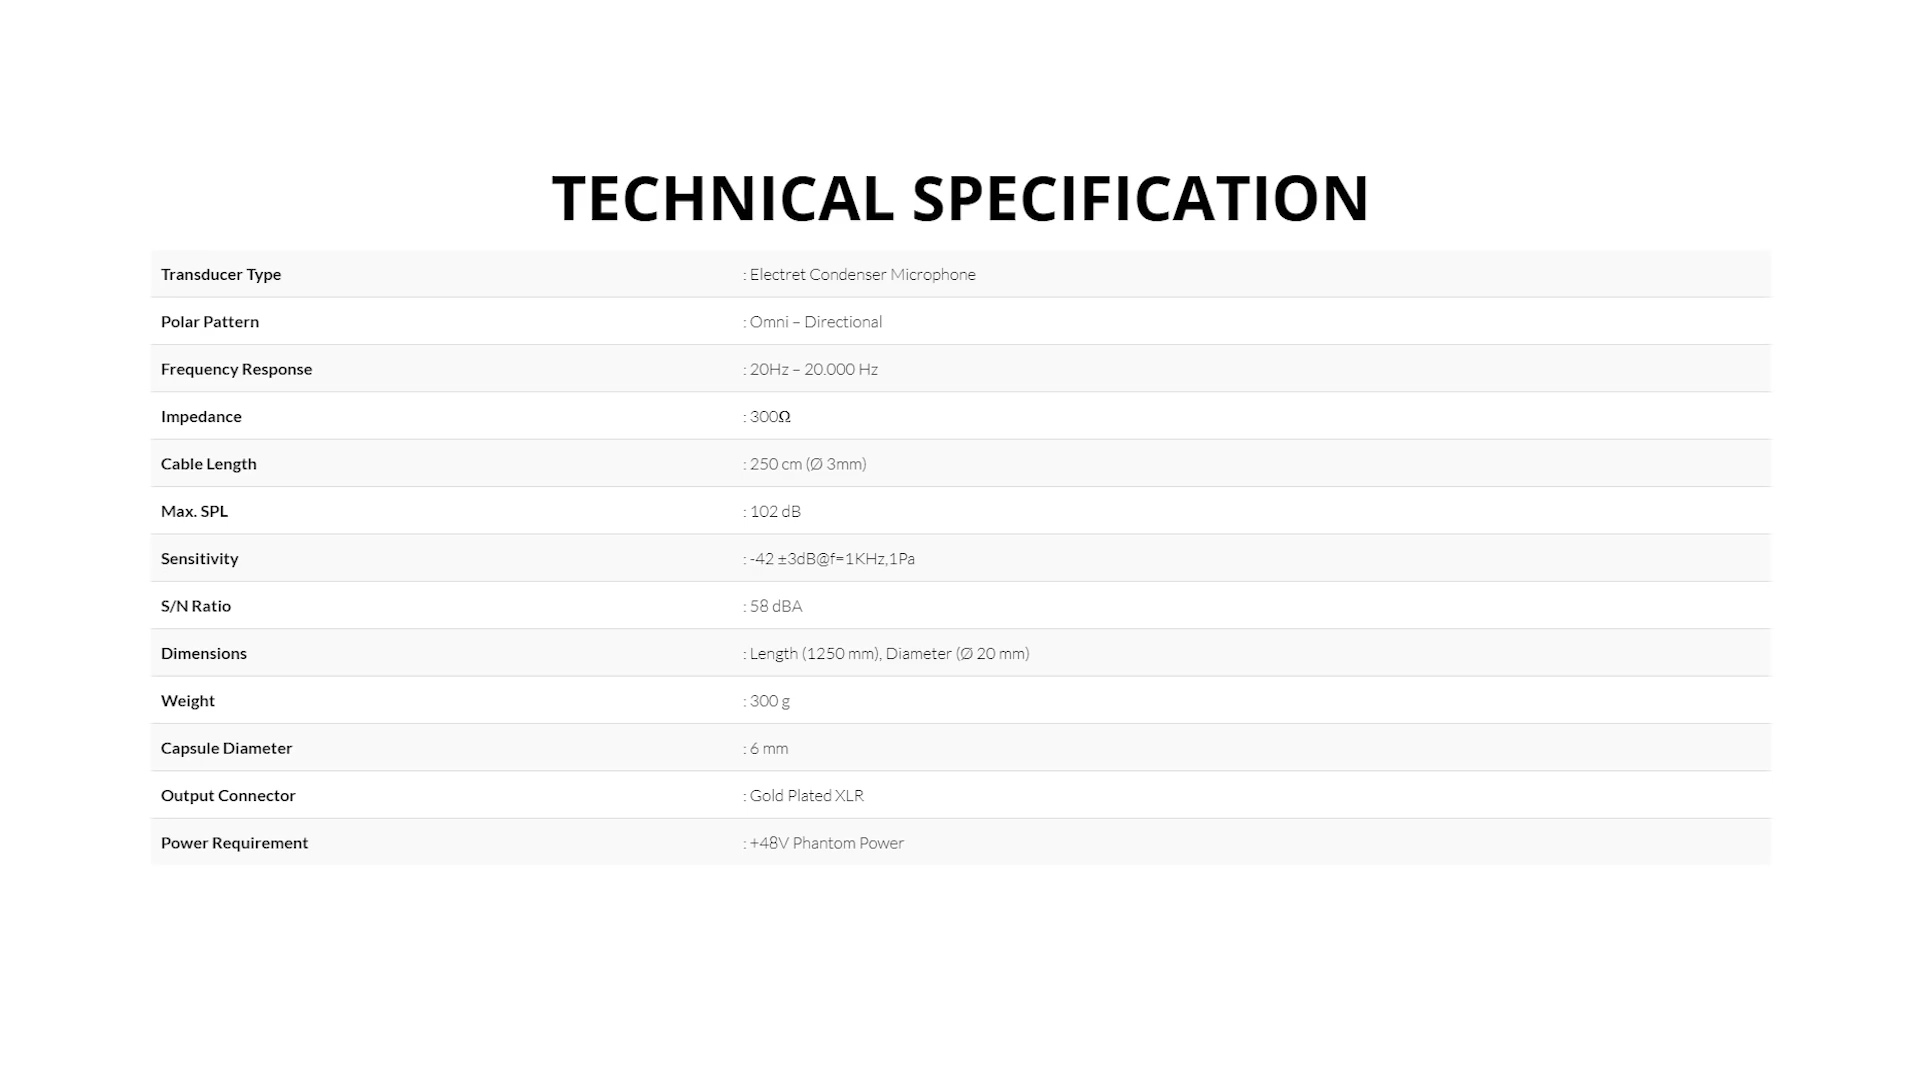 TECHNICAL SPECIFICATION
Transducer Type : Electret Condenser Microphone
Polar Pattern : Omni – Directional
Frequency Response : 20Hz – 20.000 Hz
Impedance : 300Ω
Cable Length : 250 cm (Ø 3mm)
Max. SPL : 102 dB
Sensitivity : -42 ±3dB@f=1KHz,1Pa
S/N Ratio : 58 dBA
Dimensions : Length (1250 mm), Diameter (Ø 20 mm)
Weight : 300 g
Capsule Diameter : 6 mm
Output Connector : Gold Plated XLR
Power Requirement : +48V Phantom Power